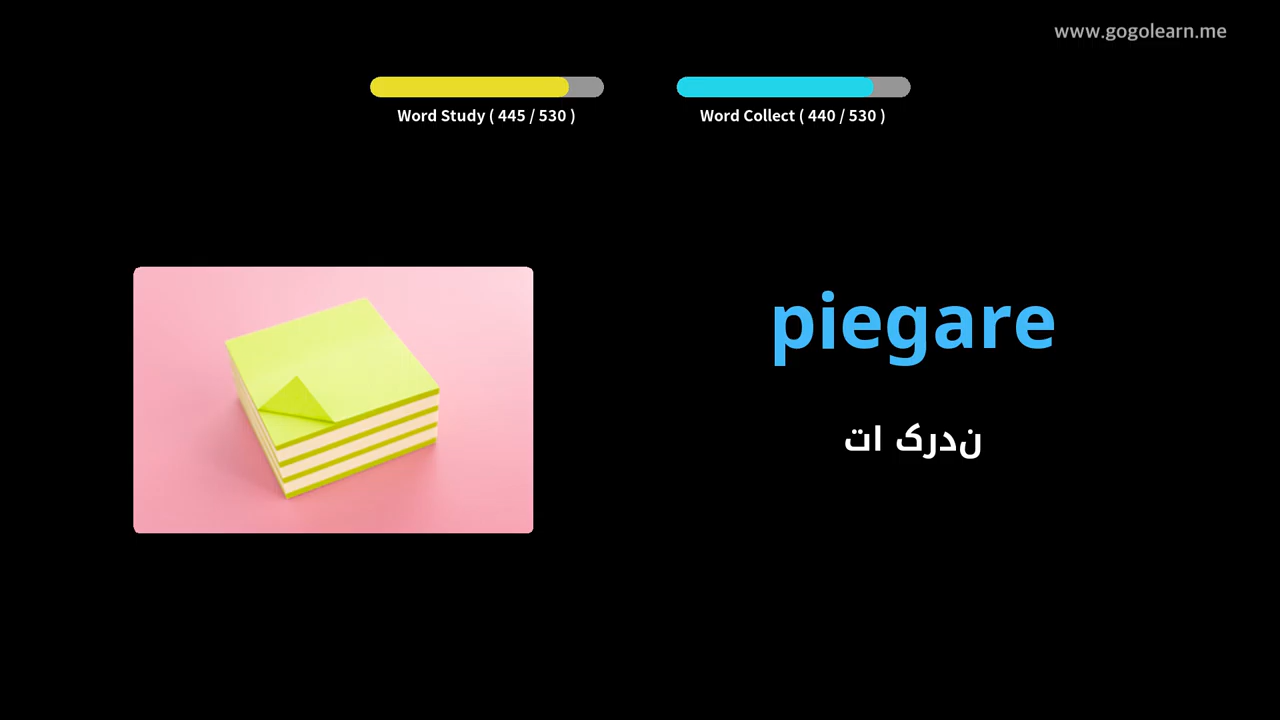 www.gogolearn.me
Word Study ( 445 / 530 )
Word Collect ( 440 / 530 )
piegare
ندرک ات